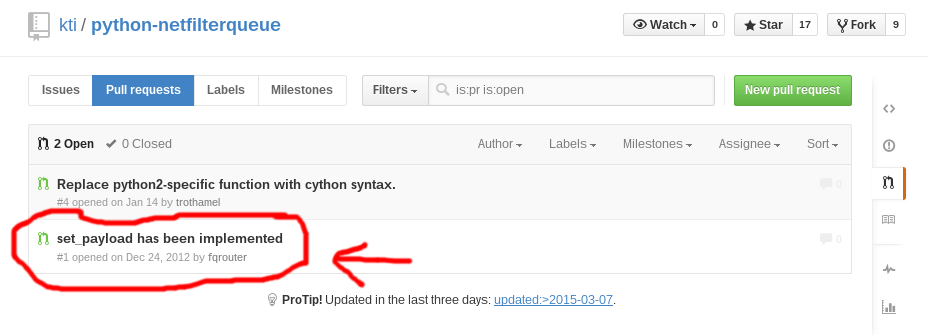 kti / python-netfilterqueue
Watch 0 Star 17 Fork 9
Issues Pull requests Labels Milestones Filters is:pr is:open New pull request
2 Open 0 Closed Author Labels Milestones Assignee Sort
Replace python2-specific function with cython syntax. 0
#4 opened on Jan 14 by trothamel
set_payload has been implemented 0
#1 opened on Dec 24, 2012 by fqrouter
ProTip! Updated in the last three days: updated:>2015-03-07.